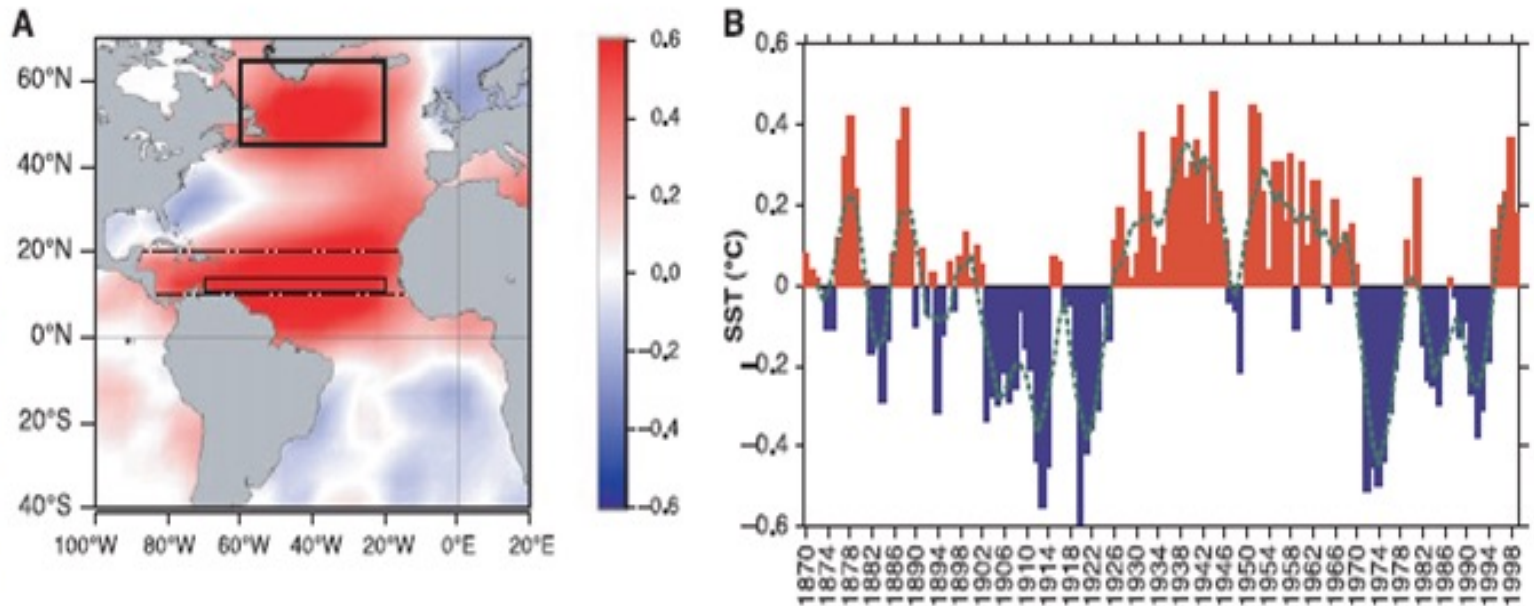 A
60°N
40°N
20°N
0°N
20°S
40°S
100°W 80°W 60°W 40°W 20°W 0°E 20°E
0.6
0.4
0.2
0.0
–0.2
–0.4
–0.6
B
SST (°C)
0.6
0.4
0.2
0
–0.2
–0.4
–0.6
1870 1874 1878 1882 1886 1890 1894 1898 1902 1906 1910 1914 1918 1922 1926 1930 1934 1938 1942 1946 1950 1954 1958 1962 1966 1970 1974 1978 1982 1986 1990 1994 1998